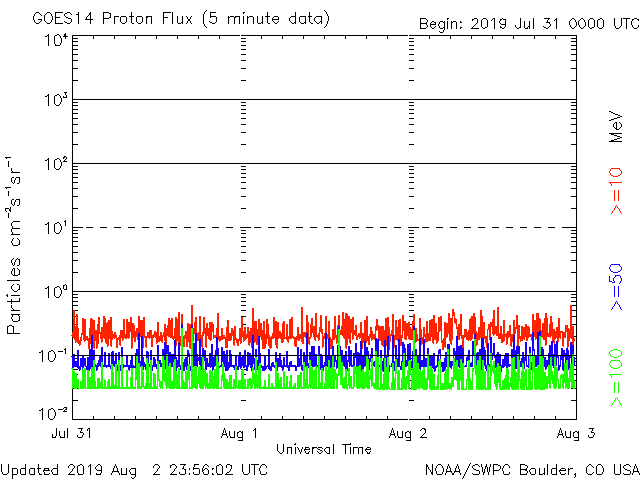 GOES14 Proton Flux (5 minute data)
Begin: 2019 Jul 31 0000 UTC
Particles cm⁻²s⁻¹sr⁻¹
10⁴
10³
10²
10¹
10⁰
10⁻¹
10⁻²
MeV
>=10
>=50
>=100
Jul 31
Aug 1
Aug 2
Aug 3
Universal Time
Updated 2019 Aug 2 23:56:02 UTC
NOAA/SWPC Boulder, CO USA